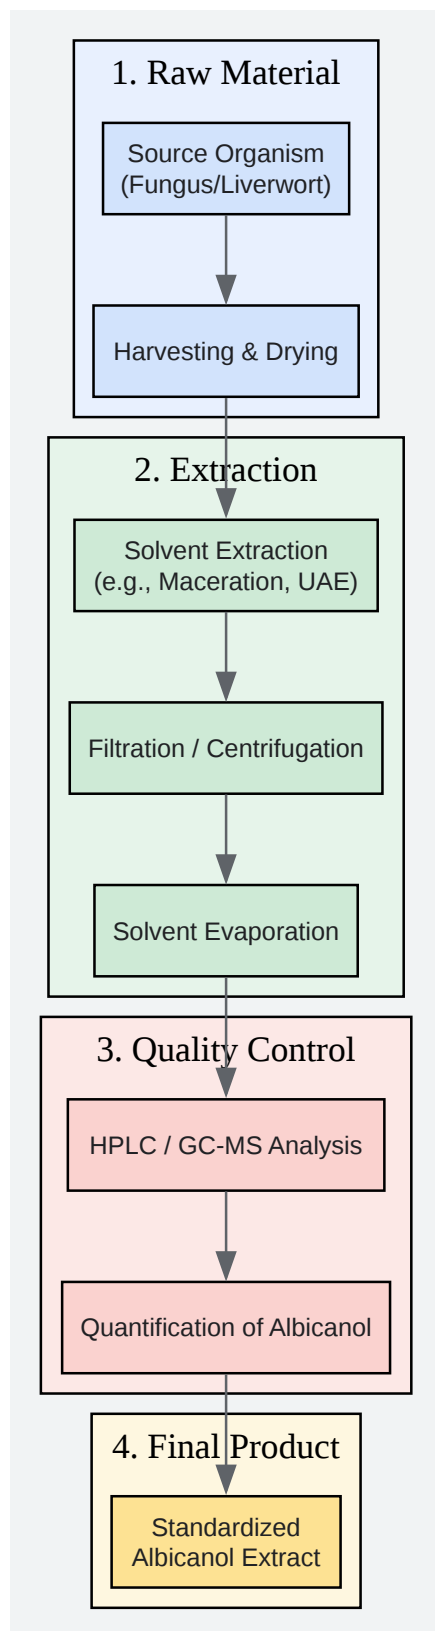 1. Raw Material
Source Organism
(Fungus/Liverwort)
Harvesting & Drying
2. Extraction
Solvent Extraction
(e.g., Maceration, UAE)
Filtration / Centrifugation
Solvent Evaporation
3. Quality Control
HPLC / GC-MS Analysis
Quantification of Albicanol
4. Final Product
Standardized
Albicanol Extract